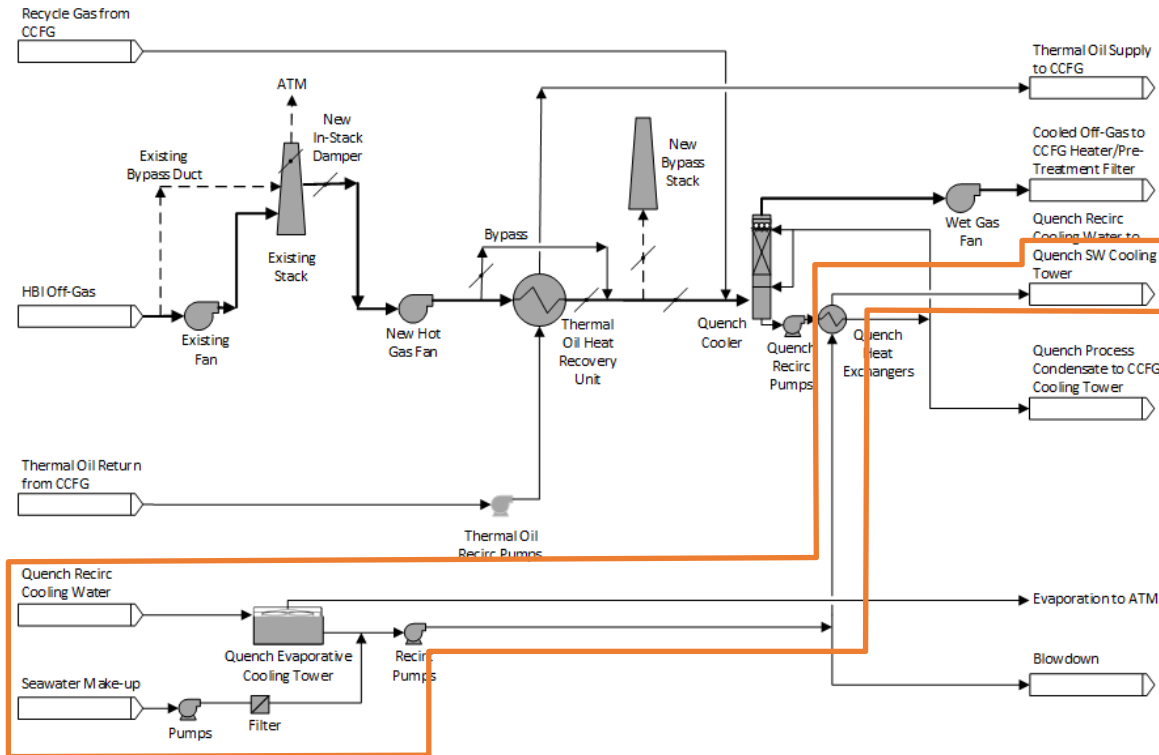 Recycle Gas from
CCFG
ATM
New
In-Stack
Damper
Existing
Bypass Duct
Existing
Stack
HBI Off-Gas
Existing
Fan
New Hot
Gas Fan
Bypass
Thermal
Oil Heat
Recovery
Unit
New
Bypass
Stack
Quench
Cooler
Quench
Recirc
Pumps
Quench
Heat
Exchangers
Wet Gas
Fan
Thermal Oil Supply
to CCFG
Cooled Off-Gas to
CCFG Heater/Pre-
Treatment Filter
Quench Recirc
Cooling Water to
Quench SW Cooling
Tower
Quench Process
Condensate to CCFG
Cooling Tower
Thermal Oil Return
from CCFG
Thermal Oil
Recirc Pumps
Quench Recirc
Cooling Water
Quench Evaporative
Cooling Tower
Recirc
Pumps
Evaporation to ATM
Seawater Make-up
Pumps
Filter
Blowdown